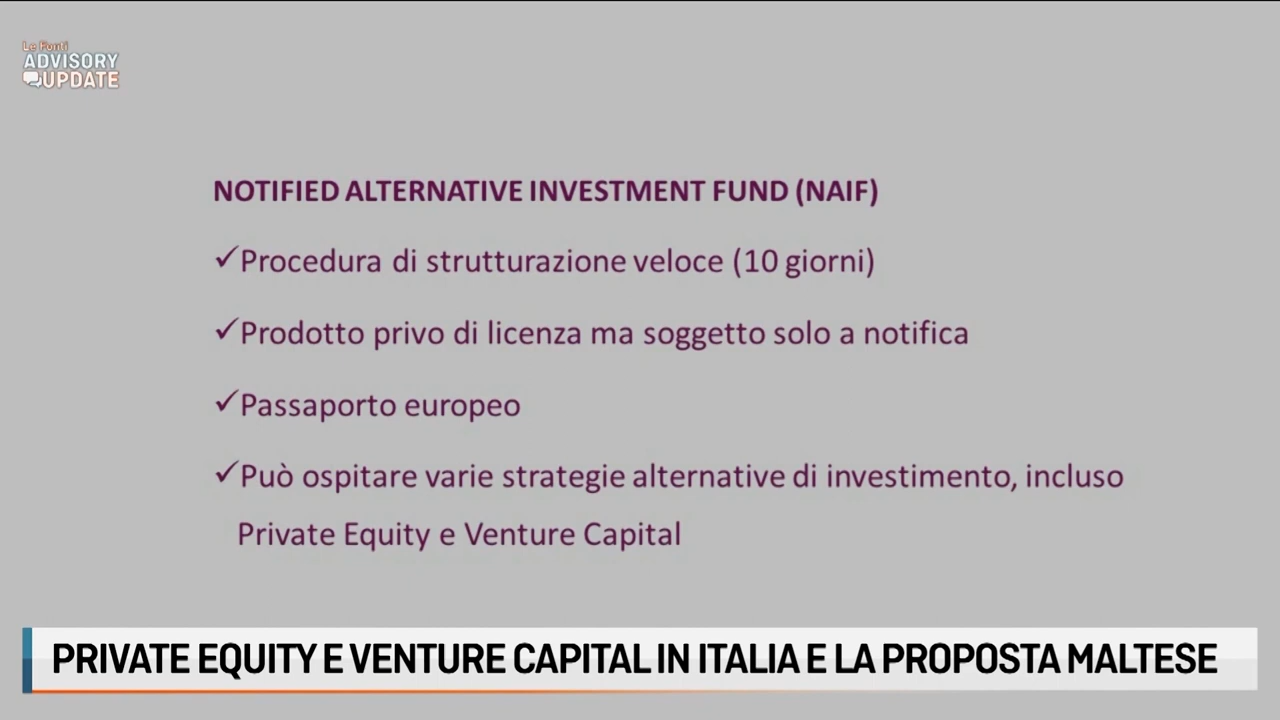 Le Fonti
ADVISORY
UPDATE
NOTIFIED ALTERNATIVE INVESTMENT FUND (NAIF)
✓Procedura di strutturazione veloce (10 giorni)
✓Prodotto privo di licenza ma soggetto solo a notifica
✓Passaporto europeo
✓Può ospitare varie strategie alternative di investimento, incluso
Private Equity e Venture Capital
PRIVATE EQUITY E VENTURE CAPITAL IN ITALIA E LA PROPOSTA MALTESE